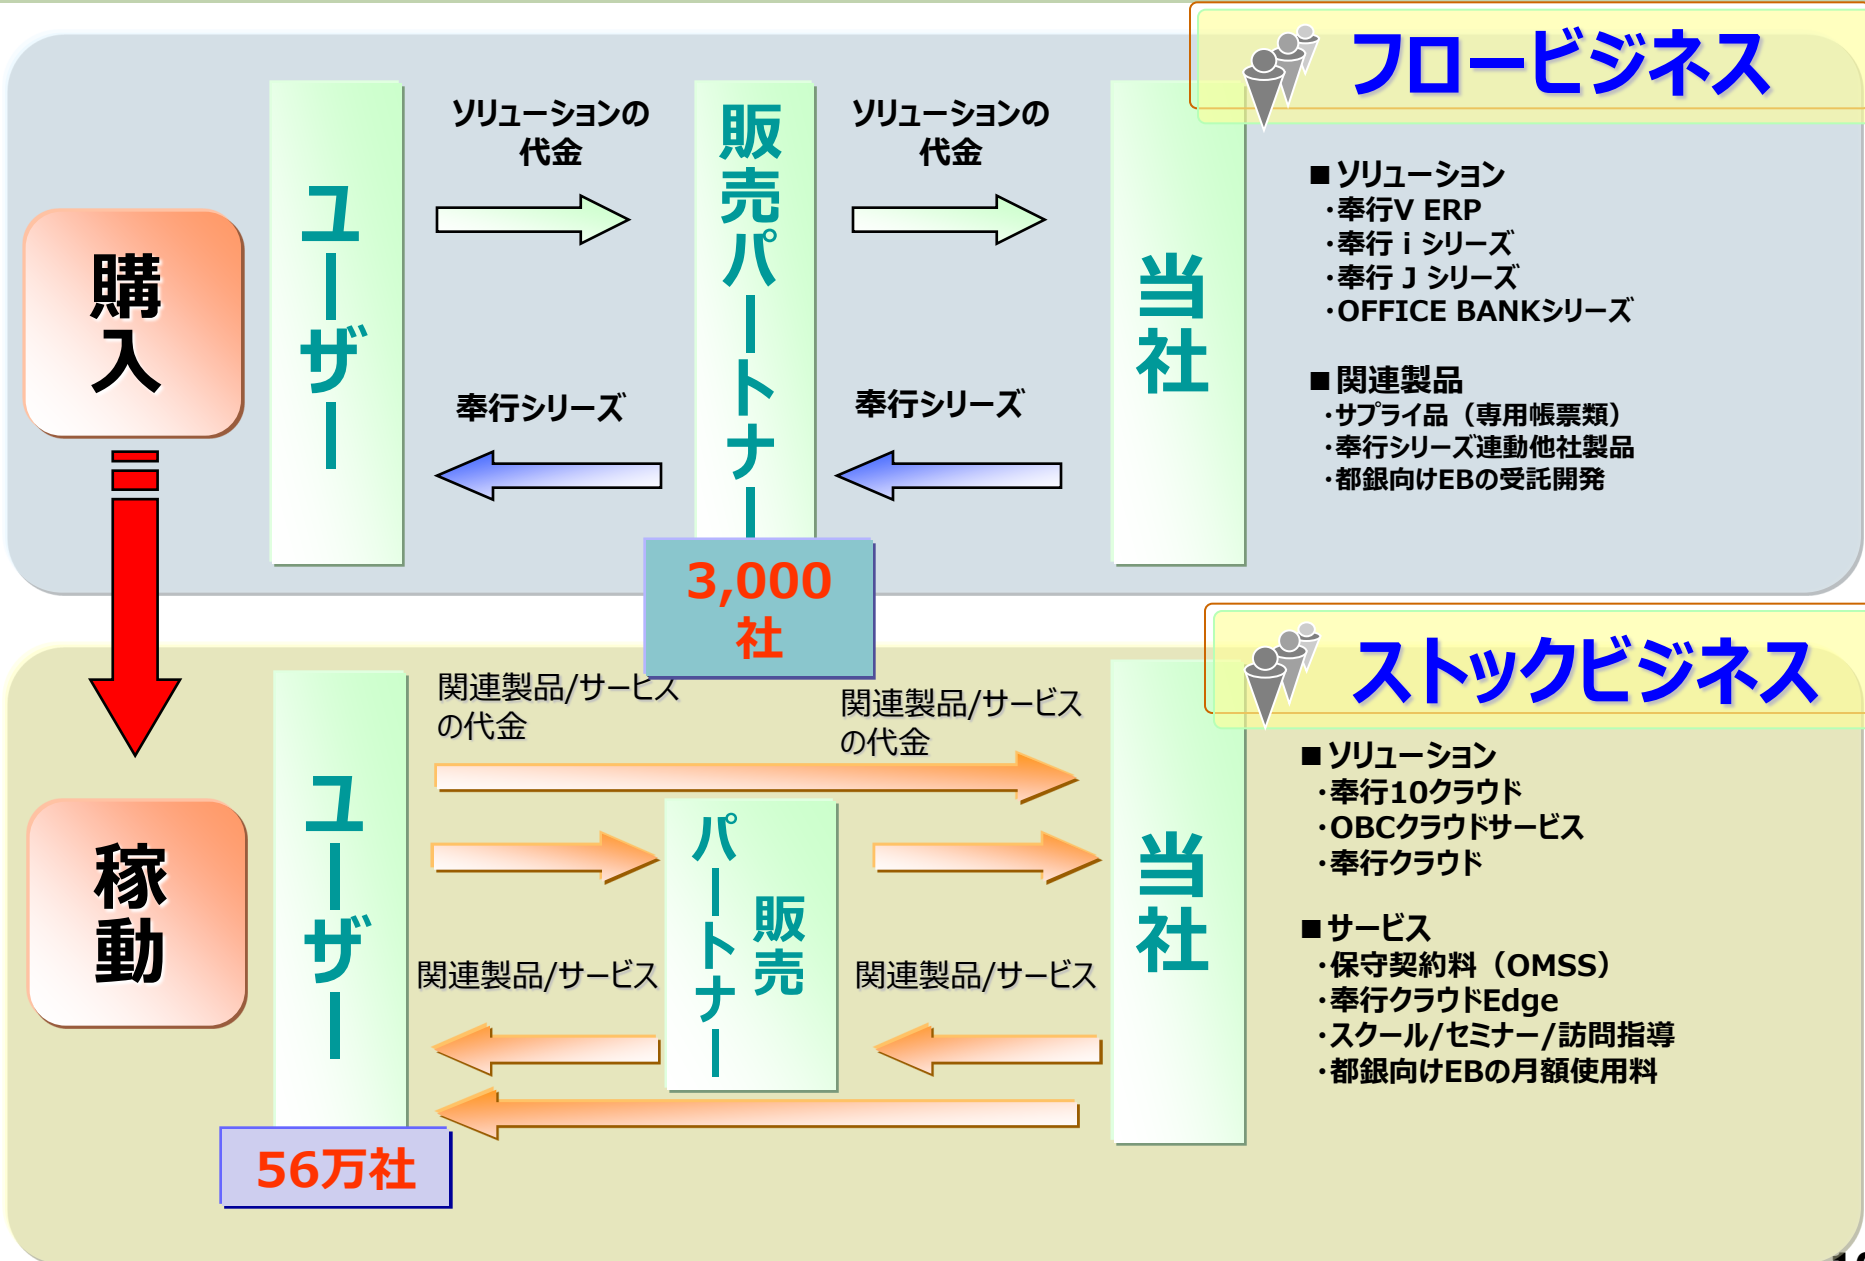 フロービジネス
購入
ユーザー
ソリューションの
代金
販売パートナー
ソリューションの
代金
当社
奉行シリーズ
奉行シリーズ
3,000
社
■ソリューション
・奉行V ERP
・奉行 i シリーズ
・奉行 J シリーズ
・OFFICE BANKシリーズ
■関連製品
・サプライ品（専用帳票類）
・奉行シリーズ連動他社製品
・都銀向けEBの受託開発
ストックビジネス
稼動
ユーザー
関連製品/サービス
の代金
関連製品/サービス
の代金
販売
パートナー
当社
関連製品/サービス
関連製品/サービス
56万社
■ソリューション
・奉行10クラウド
・OBCクラウドサービス
・奉行クラウド
■サービス
・保守契約料（OMSS）
・奉行クラウドEdge
・スクール/セミナー/訪問指導
・都銀向けEBの月額使用料